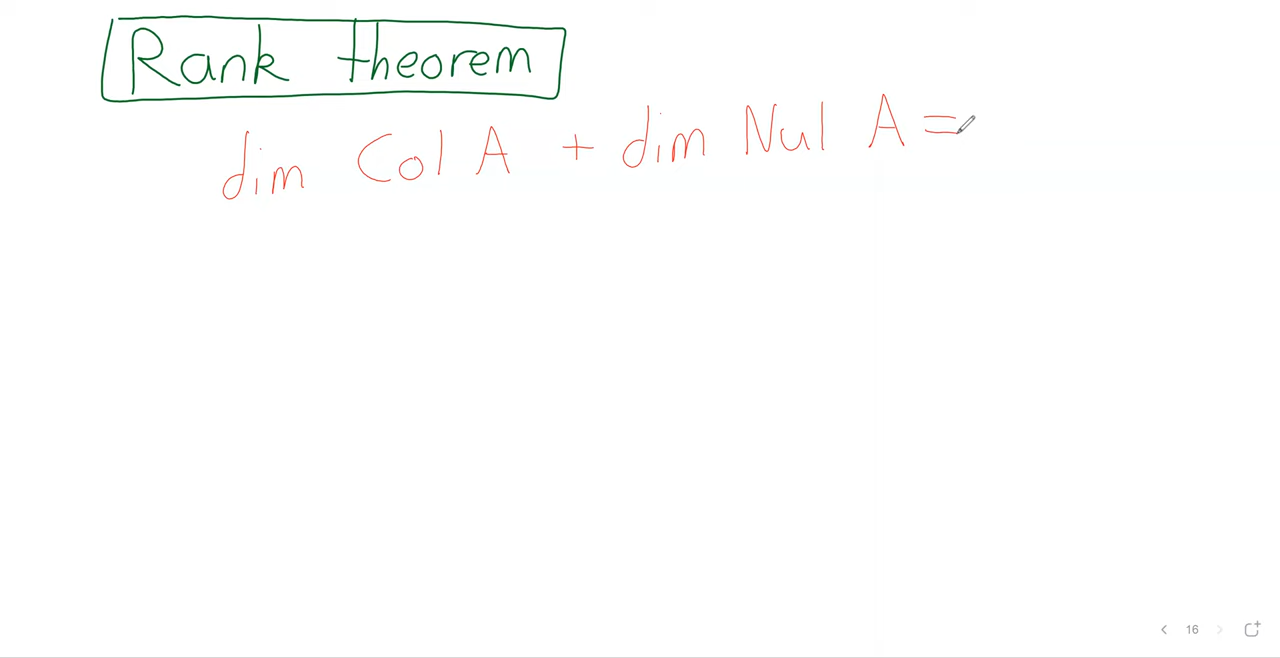 Rank theorem
dim Col A + dim Nul A =
16